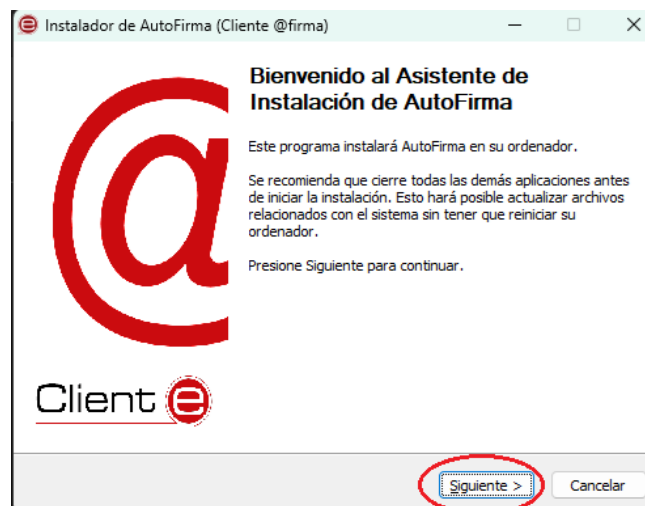 Instalador de AutoFirma (Cliente @firma)
Bienvenido al Asistente de
Instalación de AutoFirma
Este programa instalará AutoFirma en su ordenador.
Se recomienda que cierre todas las demás aplicaciones antes
de iniciar la instalación. Esto hará posible actualizar archivos
relacionados con el sistema sin tener que reiniciar su
ordenador.
Presione Siguiente para continuar.
@
Client e
Siguiente >
Cancelar